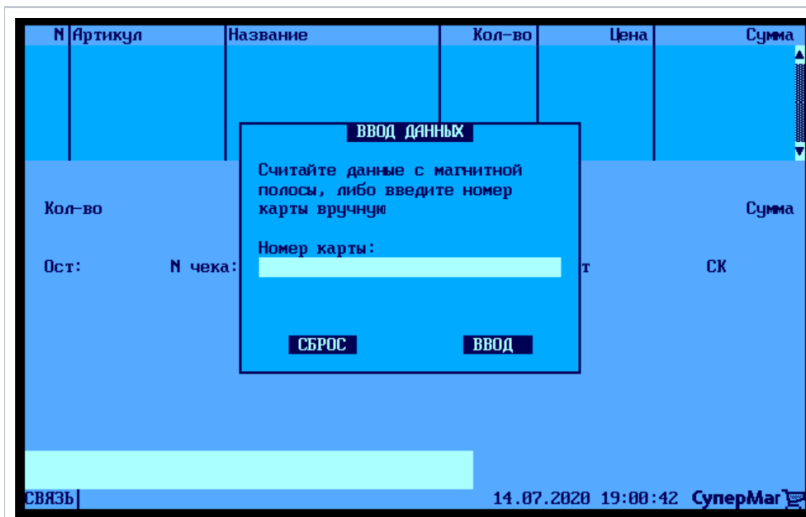 N Артикул Название Кол-во Цена Сумма
ВВОД ДАННЫХ
Считайте данные с магнитной
полосы, либо введите номер
карты вручную
Кол-во Сумма
Номер карты:
Ост: N чека: т СК
СБРОС ВВОД
СВЯЗЬ 14.07.2020 19:00:42 СуперМаг